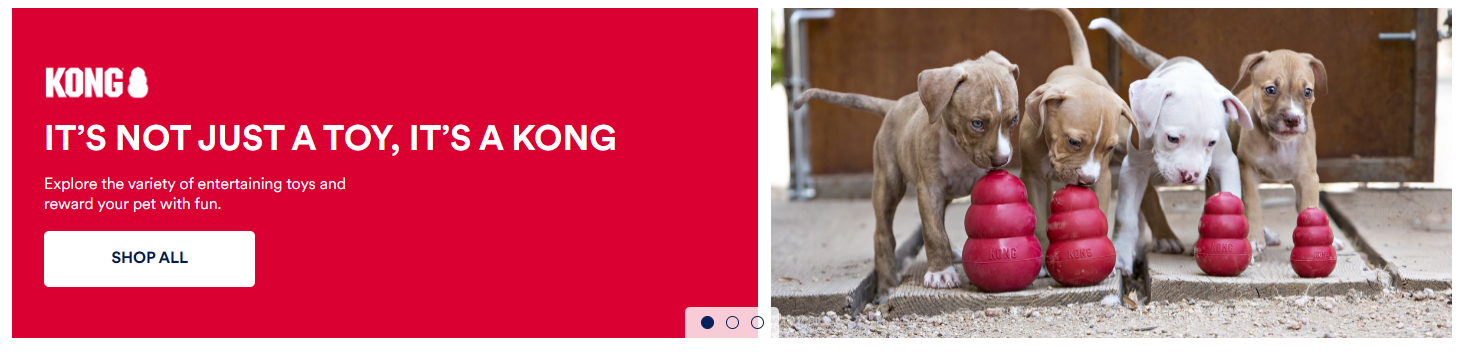 KONG
IT’S NOT JUST A TOY, IT’S A KONG
Explore the variety of entertaining toys and
reward your pet with fun.
SHOP ALL
KONG
KONG
KONG